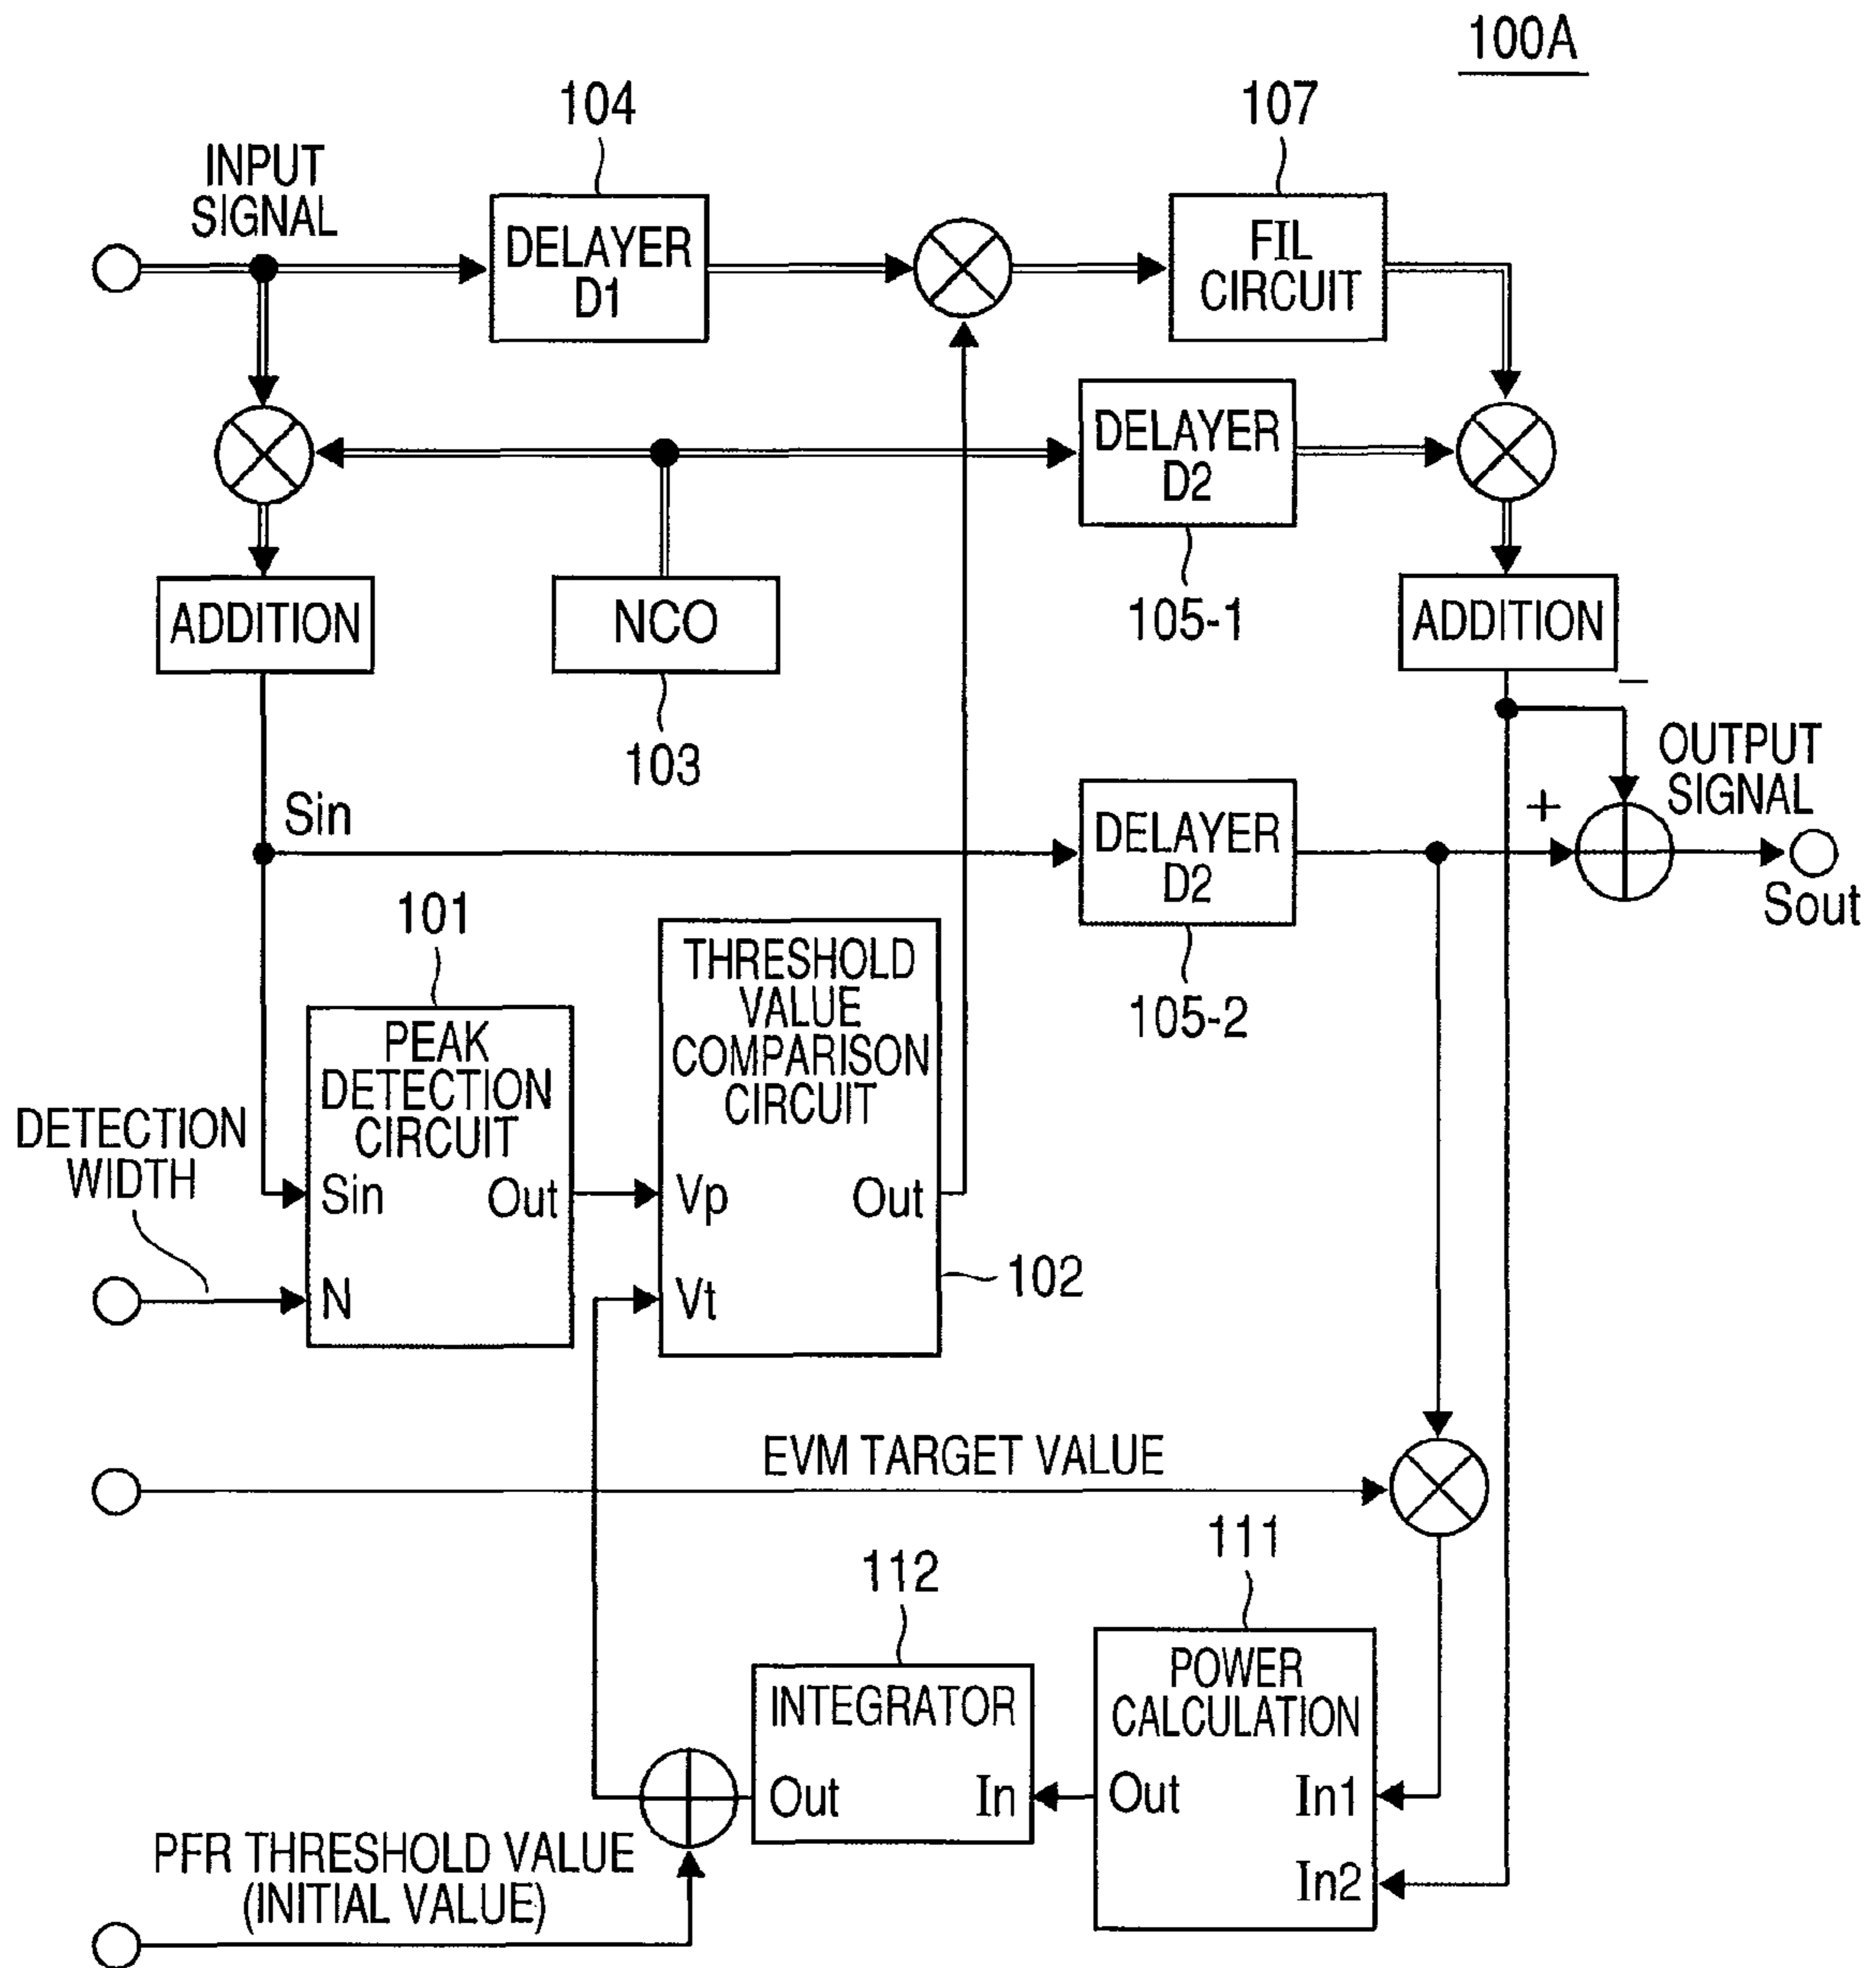 100A
104
107
INPUT
SIGNAL
DELAYER
D1
FIL
CIRCUIT
DELAYER
D2
ADDITION
NCO
105-1
ADDITION
103
−
OUTPUT
SIGNAL
Sin
DELAYER
D2
+
Sout
101
THRESHOLD
VALUE
COMPARISON
CIRCUIT
105-2
PEAK
DETECTION
CIRCUIT
DETECTION
WIDTH
Sin
Out
Vp
Out
N
Vt
102
EVM TARGET VALUE
111
112
POWER
CALCULATION
INTEGRATOR
Out
In
Out
In1
In2
PFR THRESHOLD VALUE
(INITIAL VALUE)